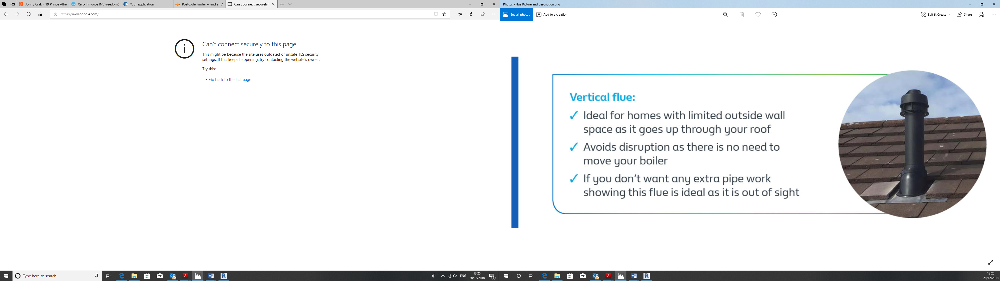 Jonny Crab - 19 Prince Albe
Xero | Invoice INVFreedom(
Your application
Postcode Finder – Find an A
Can't connect securely t
https://www.google.com/
Can't connect securely to this page
This might be because the site uses outdated or unsafe TLS security
settings. If this keeps happening, try contacting the website's owner.
Try this:
• Go back to the last page
Type here to search
ENG
13:25
28/12/2018
4
Photos - Flue Picture and description.png
See all photos
Add to a creation
Edit & Create
Share
Vertical flue:
✓ Ideal for homes with limited outside wall
space as it goes up through your roof
✓ Avoids disruption as there is no need to
move your boiler
✓ If you don't want any extra pipe work
showing this flue is ideal as it is out of sight
13:25
28/12/2018